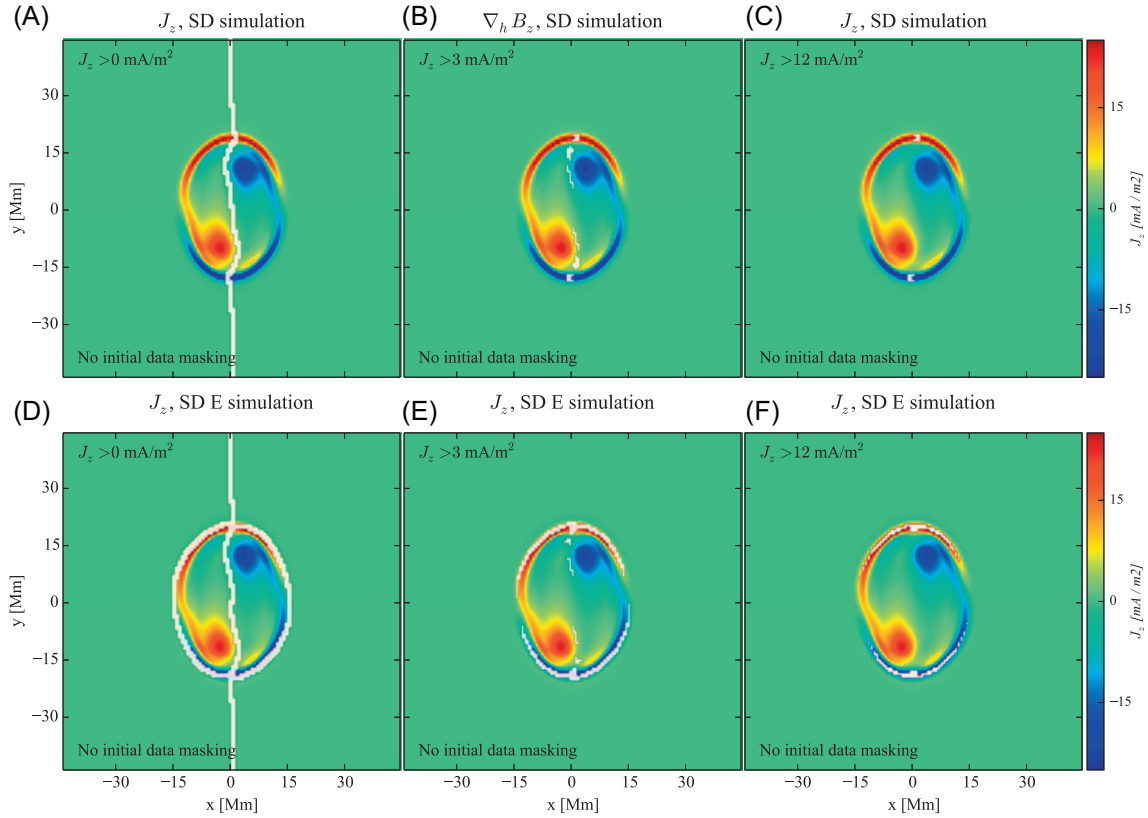 (A) J_z, SD simulation
(B) ∇_h B_z, SD simulation
(C) J_z, SD simulation
J_z >0 mA/m²
J_z >3 mA/m²
J_z >12 mA/m²
30
15
0
−15
−30
y [Mm]
No initial data masking
No initial data masking
No initial data masking
15
0
−15
J_z [mA / m2]
(D) J_z, SD E simulation
(E) J_z, SD E simulation
(F) J_z, SD E simulation
J_z >0 mA/m²
J_z >3 mA/m²
J_z >12 mA/m²
30
15
0
−15
−30
y [Mm]
No initial data masking
No initial data masking
No initial data masking
15
0
−15
J_z [mA / m2]
−30 −15 0 15 30
−30 −15 0 15 30
−30 −15 0 15 30
x [Mm]
x [Mm]
x [Mm]